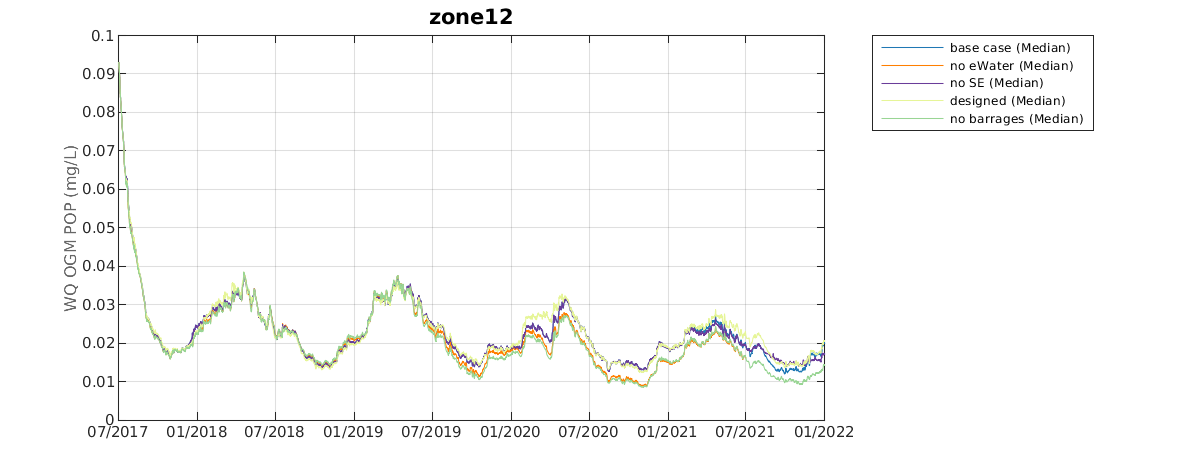 zone12
WQ OGM POP (mg/L)
0.1
0.09
0.08
0.07
0.06
0.05
0.04
0.03
0.02
0.01
0
07/2017 01/2018 07/2018 01/2019 07/2019 01/2020 07/2020 01/2021 07/2021 01/2022
base case (Median)
no eWater (Median)
no SE (Median)
designed (Median)
no barrages (Median)